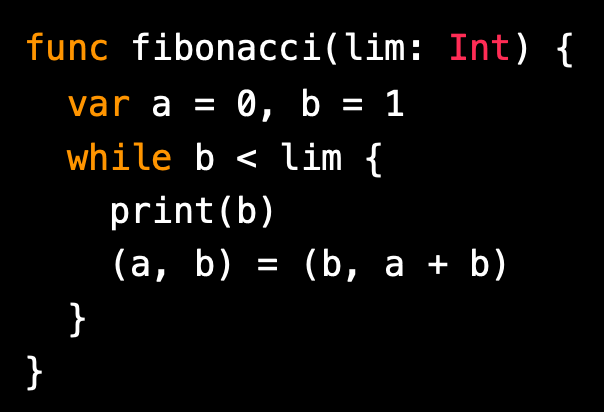 func fibonacci(lim: Int) {
  var a = 0, b = 1
  while b < lim {
    print(b)
    (a, b) = (b, a + b)
  }
}